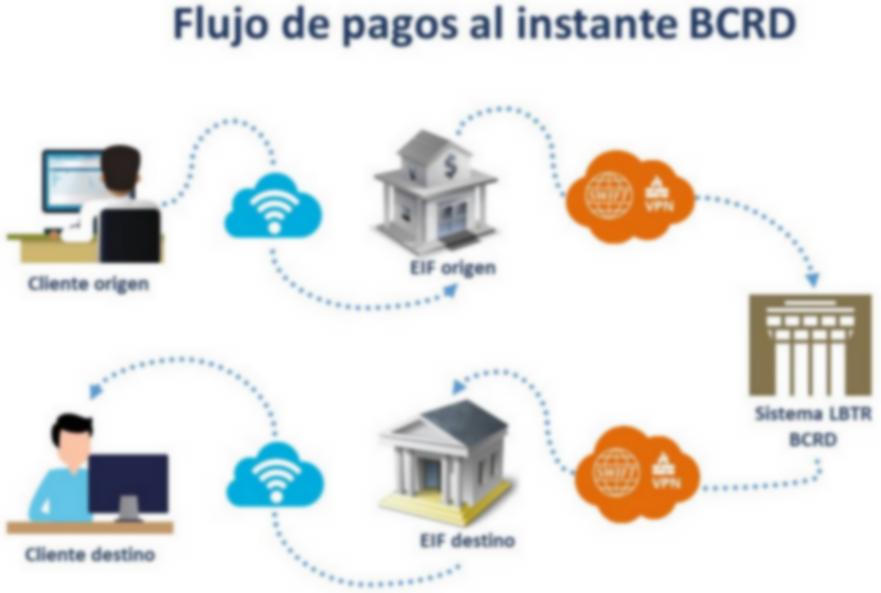 Flujo de pagos al instante BCRD
SWIFT
VPN
Cliente origen
EIF origen
Sistema LBTR
BCRD
SWIFT
VPN
Cliente destino
EIF destino